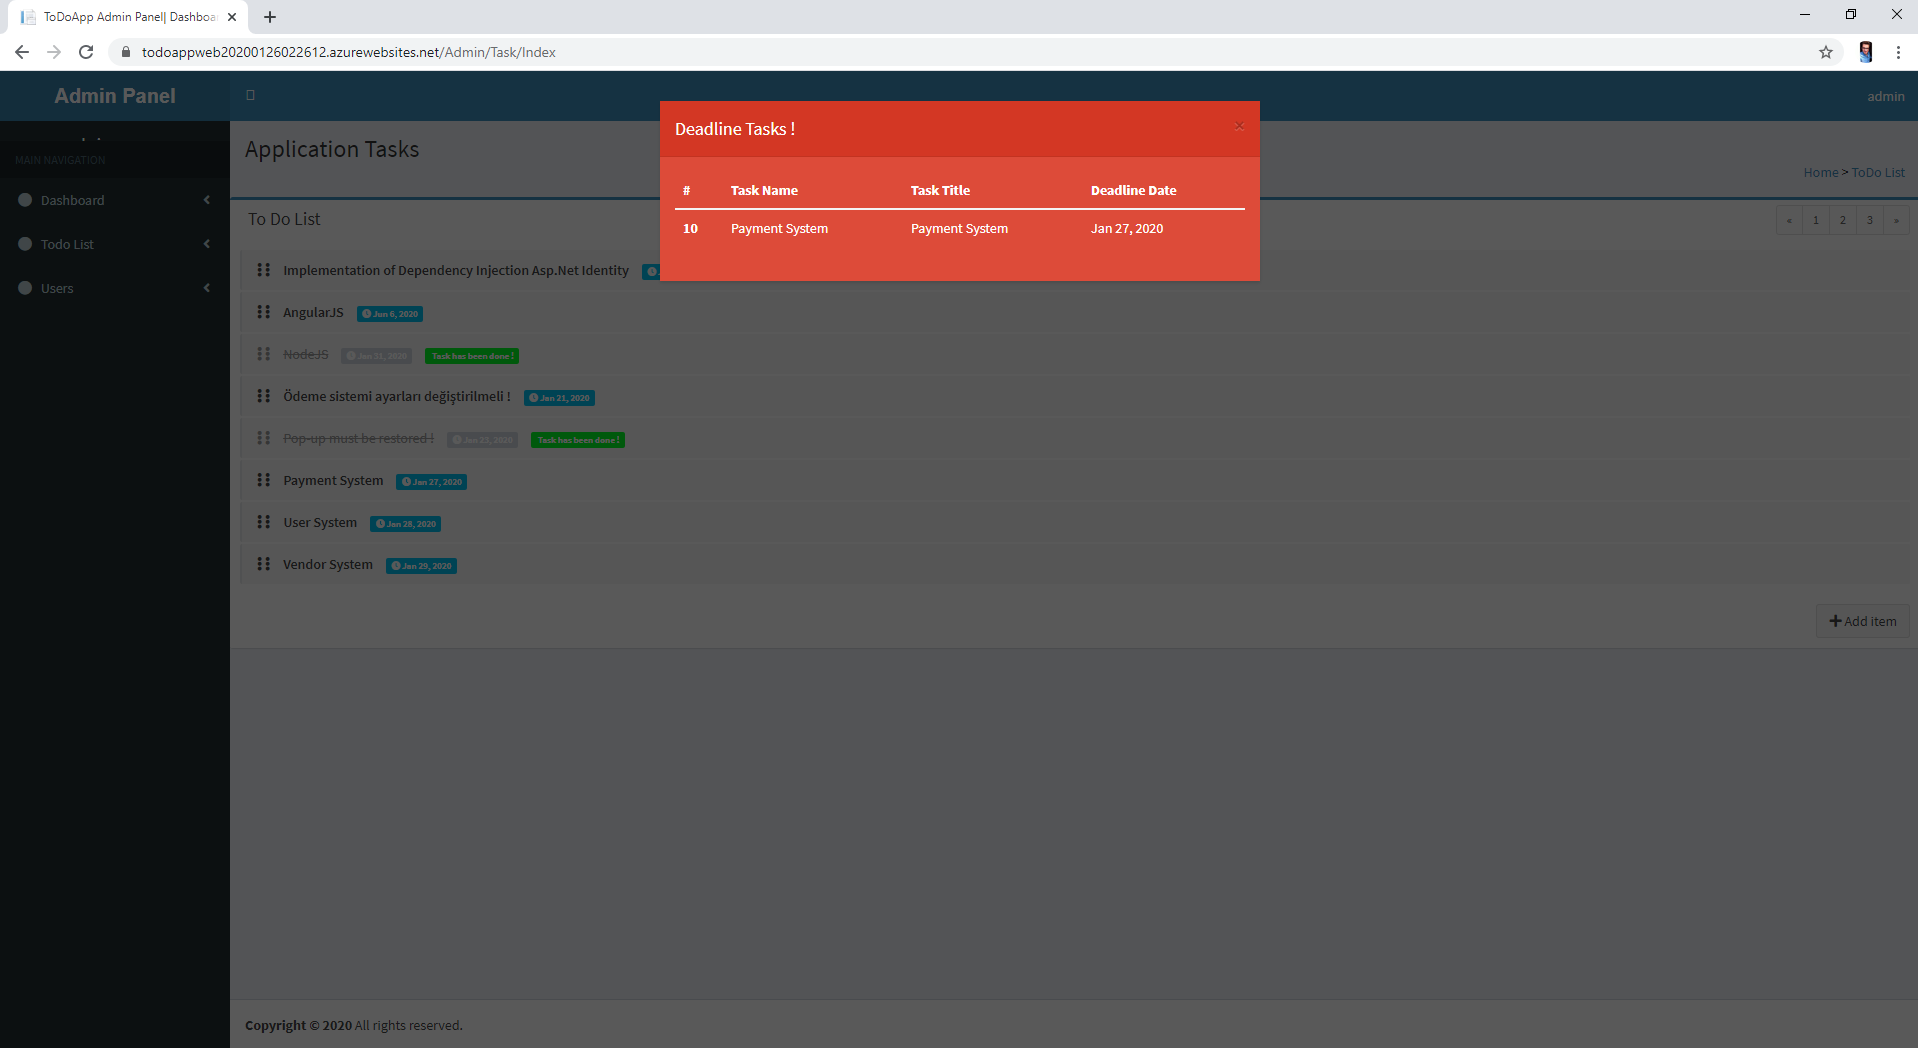 ToDoApp Admin Panel| Dashboa
todoappweb20200126022612.azurewebsites.net/Admin/Task/Index
Admin Panel
admin
MAIN NAVIGATION
Dashboard
Todo List
Users
Application Tasks
Home > ToDo List
Deadline Tasks !
×
# Task Name Task Title Deadline Date
10 Payment System Payment System Jan 27, 2020
To Do List
« 1 2 3 »
Implementation of Dependency Injection Asp.Net Identity
AngularJS Jun 6, 2020
NodeJS Jan 31, 2020 Task has been done !
Ödeme sistemi ayarları değiştirilmeli ! Jan 21, 2020
Pop-up must be restored ! Jan 25, 2020 Task has been done !
Payment System Jan 27, 2020
User System Jan 28, 2020
Vendor System Jan 29, 2020
Add item
Copyright © 2020 All rights reserved.